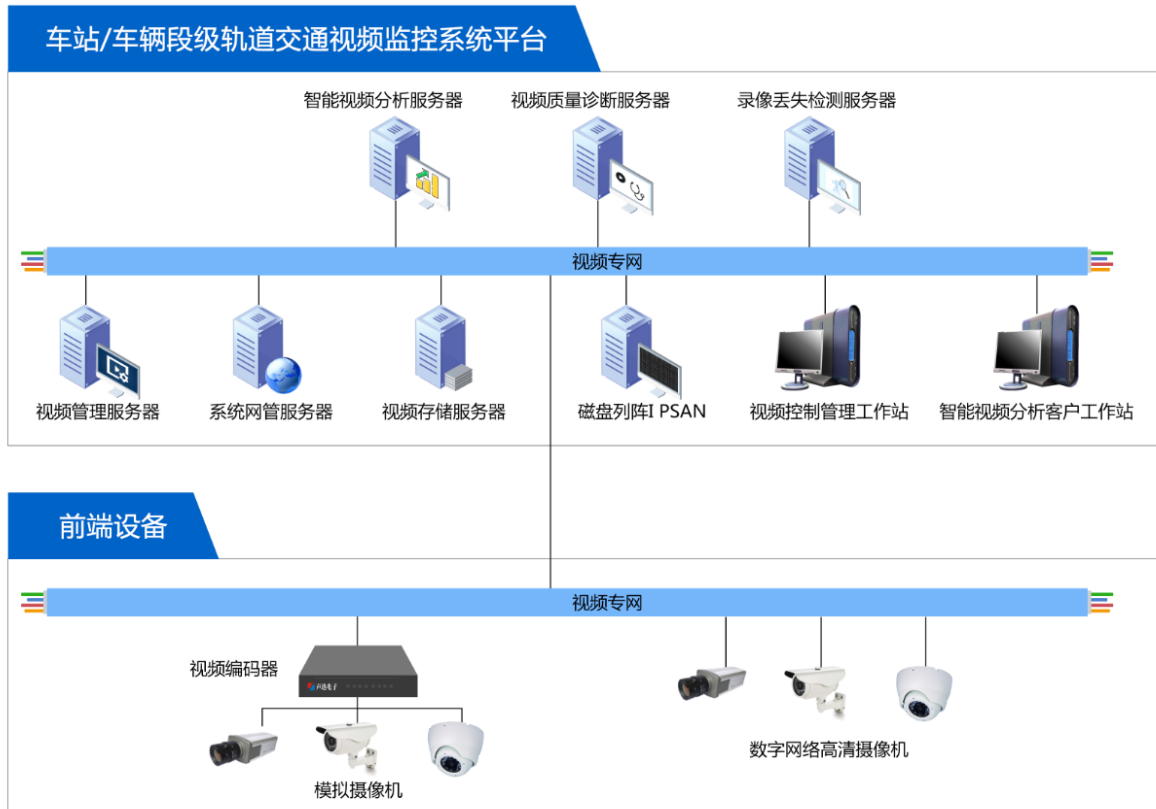 车站/车辆段级轨道交通视频监控系统平台
智能视频分析服务器
视频质量诊断服务器
录像丢失检测服务器
视频专网
视频管理服务器
系统网管服务器
视频存储服务器
磁盘列阵I PSAN
视频控制管理工作站
智能视频分析客户工作站
前端设备
视频专网
视频编码器
模拟摄像机
数字网络高清摄像机